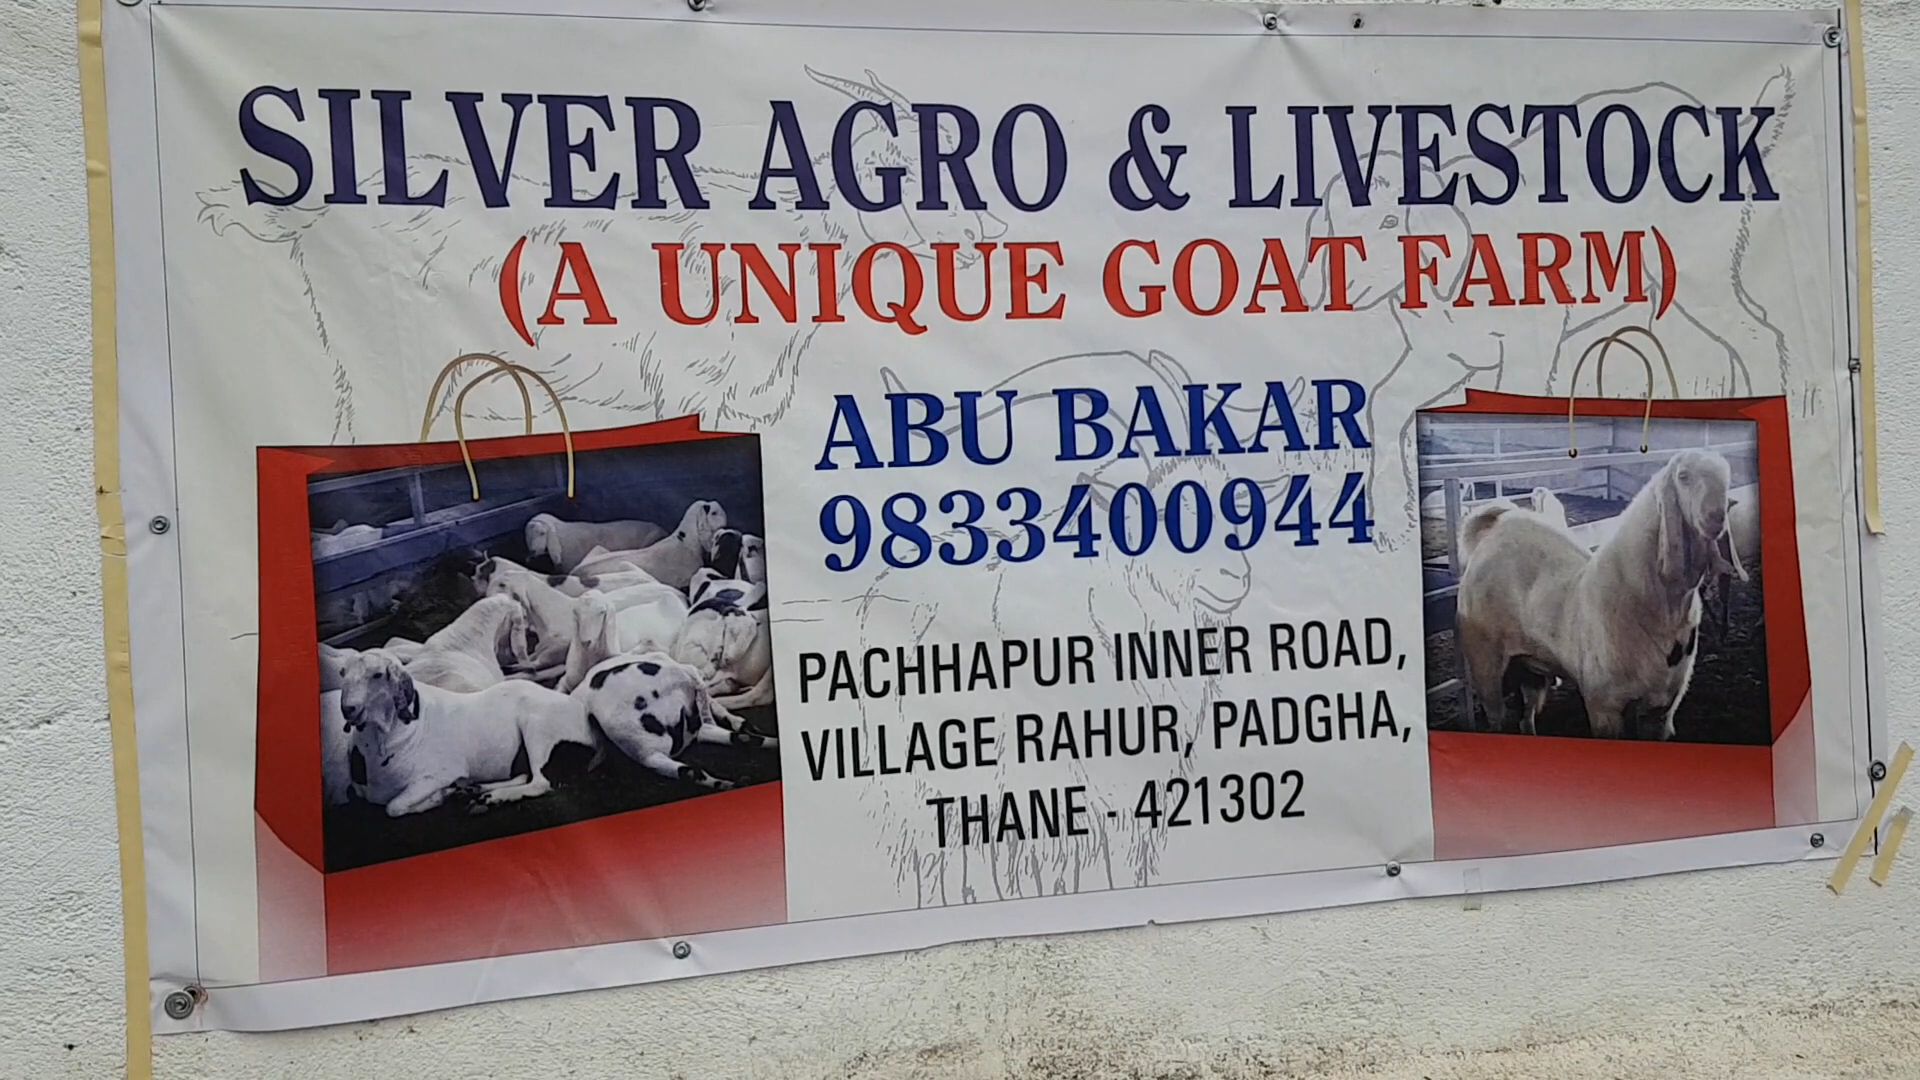 SILVER AGRO & LIVESTOCK
(A UNIQUE GOAT FARM)
ABU BAKAR
9833400944
PACHHAPUR INNER ROAD,
VILLAGE RAHUR, PADGHA,
THANE - 421302